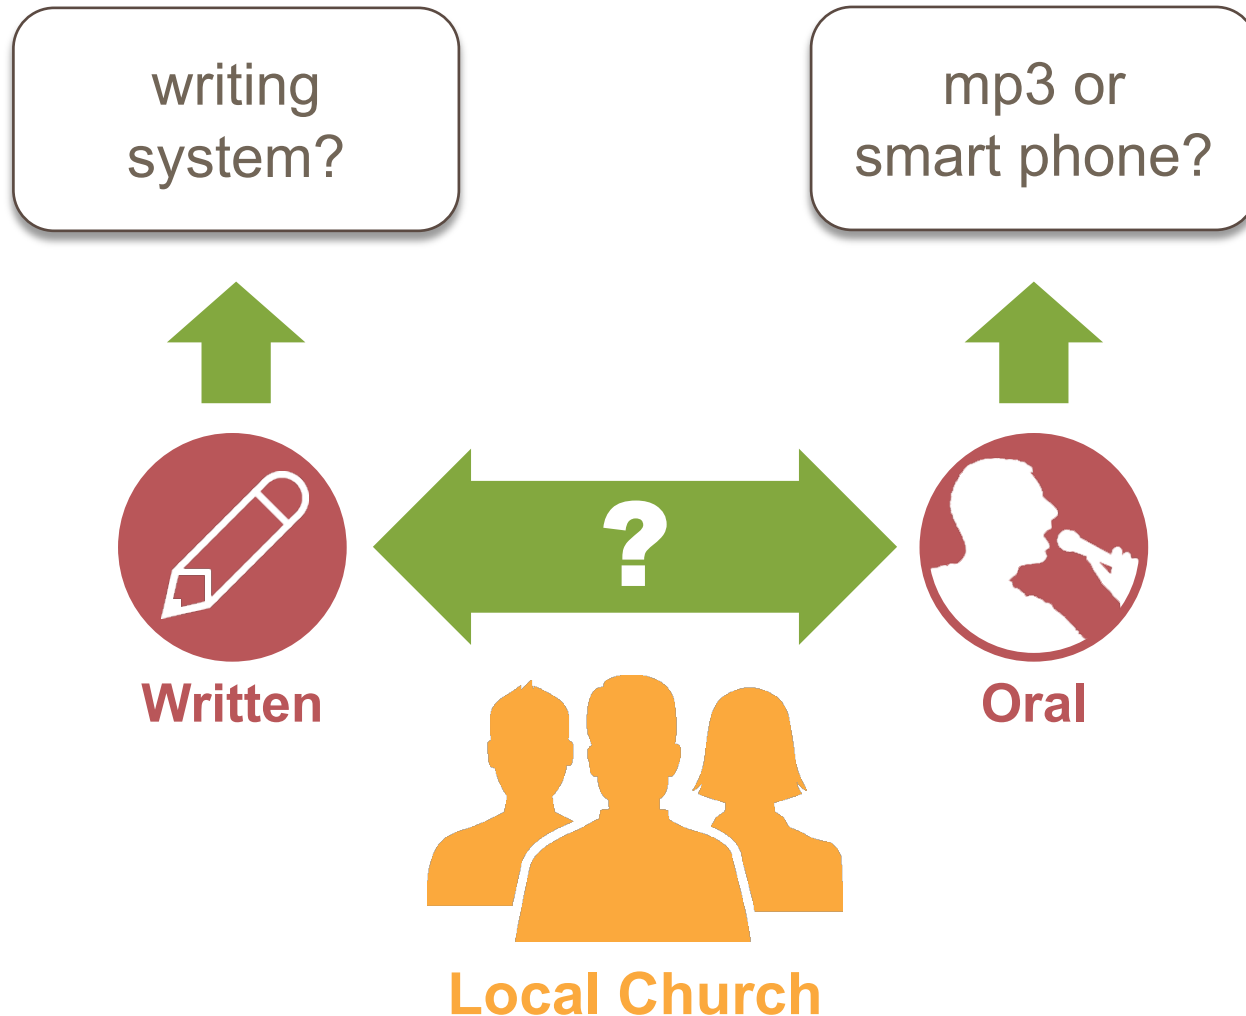 writing
system?
mp3 or
smart phone?
?
Written
Oral
Local Church